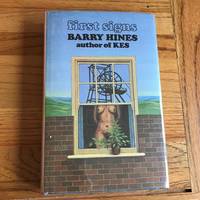 first signs
BARRY HINES
author of KES